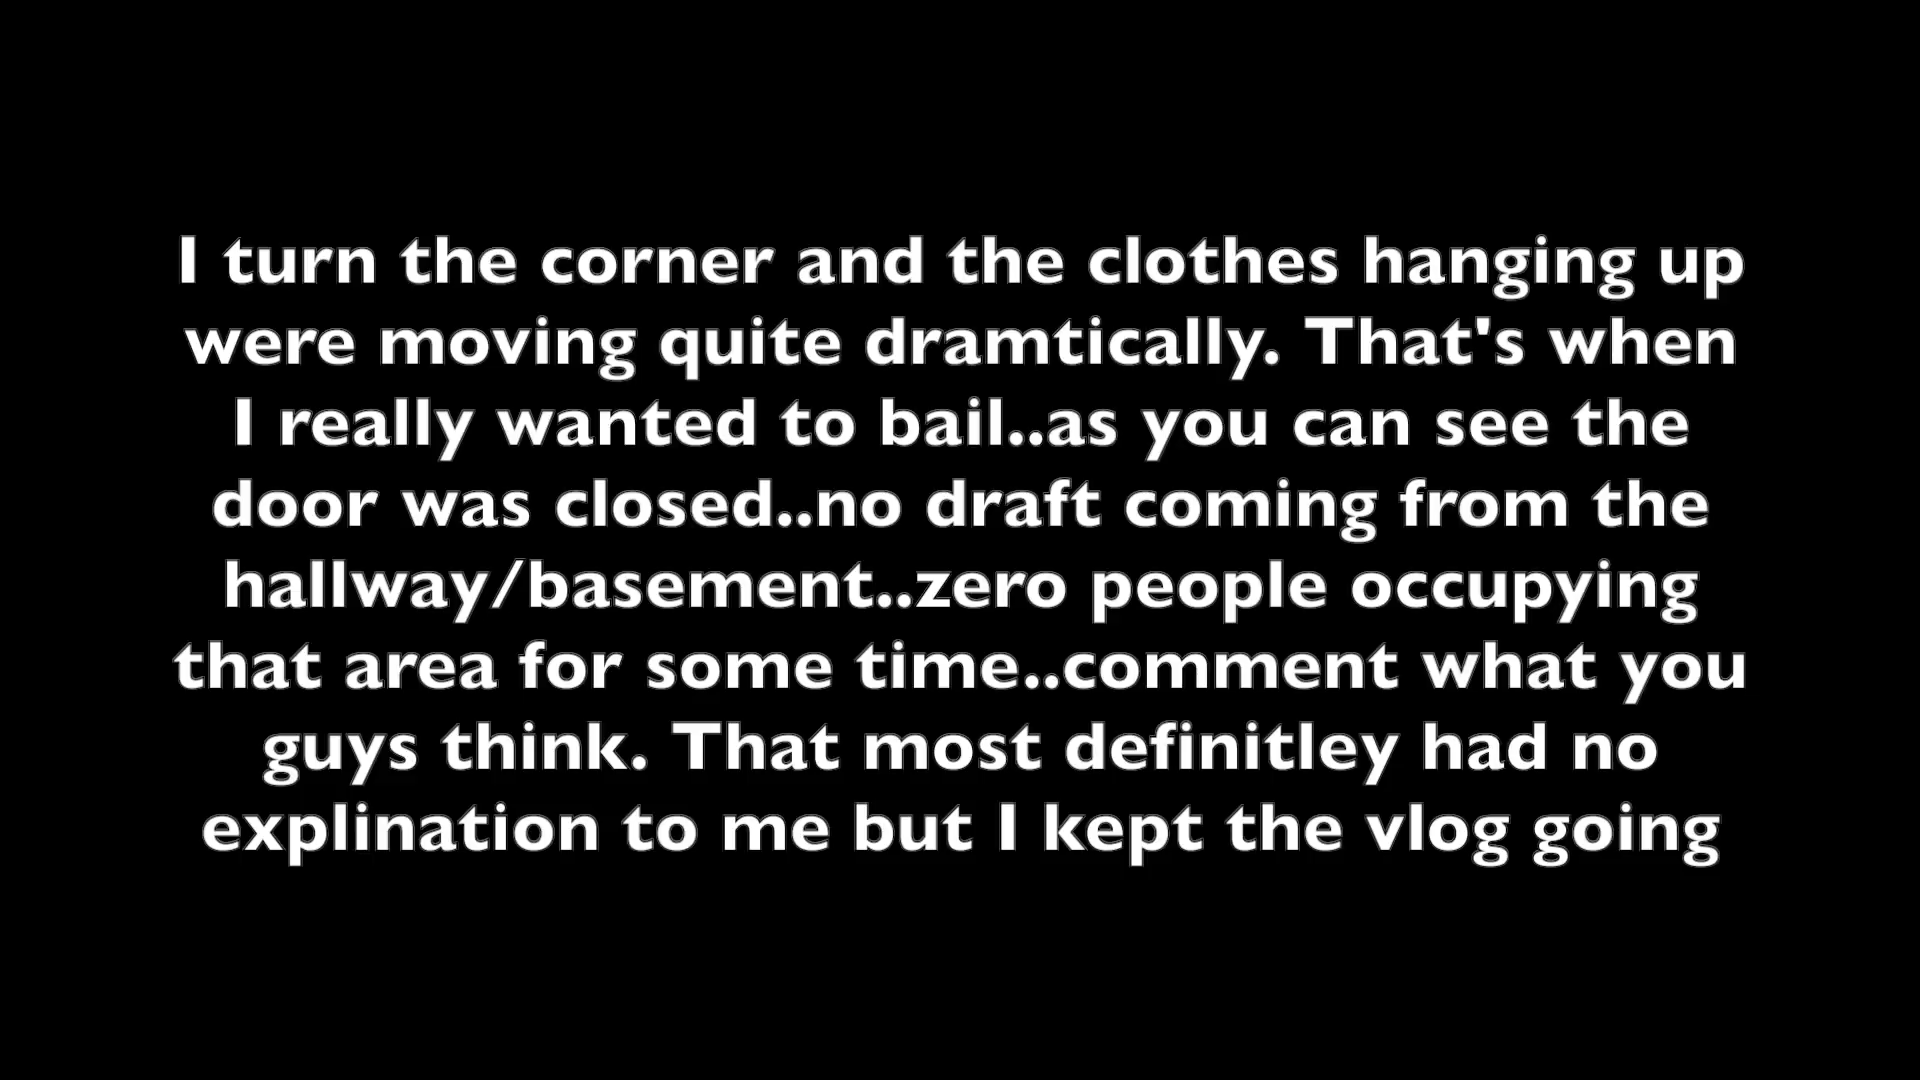 I turn the corner and the clothes hanging up
were moving quite dramtically. That's when
I really wanted to bail..as you can see the
door was closed..no draft coming from the
hallway/basement..zero people occupying
that area for some time..comment what you
guys think. That most definitley had no
explination to me but I kept the vlog going